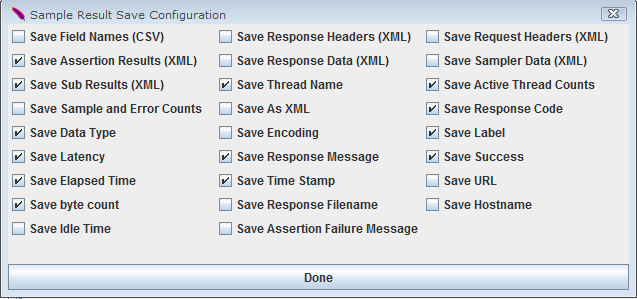 Sample Result Save Configuration
Save Field Names (CSV) Save Response Headers (XML) Save Request Headers (XML)
Save Assertion Results (XML) Save Response Data (XML) Save Sampler Data (XML)
Save Sub Results (XML) Save Thread Name Save Active Thread Counts
Save Sample and Error Counts Save As XML Save Response Code
Save Data Type Save Encoding Save Label
Save Latency Save Response Message Save Success
Save Elapsed Time Save Time Stamp Save URL
Save byte count Save Response Filename Save Hostname
Save Idle Time Save Assertion Failure Message
Done